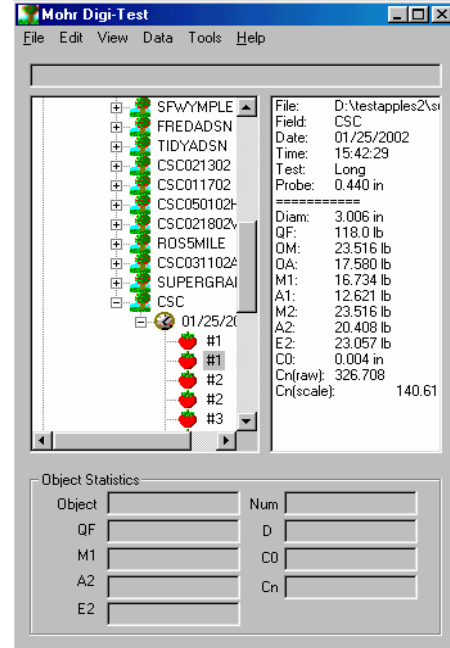 Mohr Digi-Test
File Edit View Data Tools Help
SFWYMPLE
FREDADSN
TIDYADSN
CSC021302
CSC011702
CSC050102
CSC021802
ROS5MILE
CSC031102
SUPERGRA
CSC
01/25/20
#1
#1
#2
#2
#3
File: D:\testapples2\
Field: CSC
Date: 01/25/2002
Time: 15:42:29
Test: Long
Probe: 0.440 in
===========
Diam: 3.006 in
QF: 118.0 lb
OM: 23.516 lb
OA: 17.580 lb
M1: 16.734 lb
A1: 12.621 lb
M2: 23.516 lb
A2: 20.408 lb
E2: 23.057 lb
C0: 0.004 in
Cn(raw): 326.708
Cn(scale): 140.61
Object Statistics
Object Num
QF D
M1 C0
A2 Cn
E2